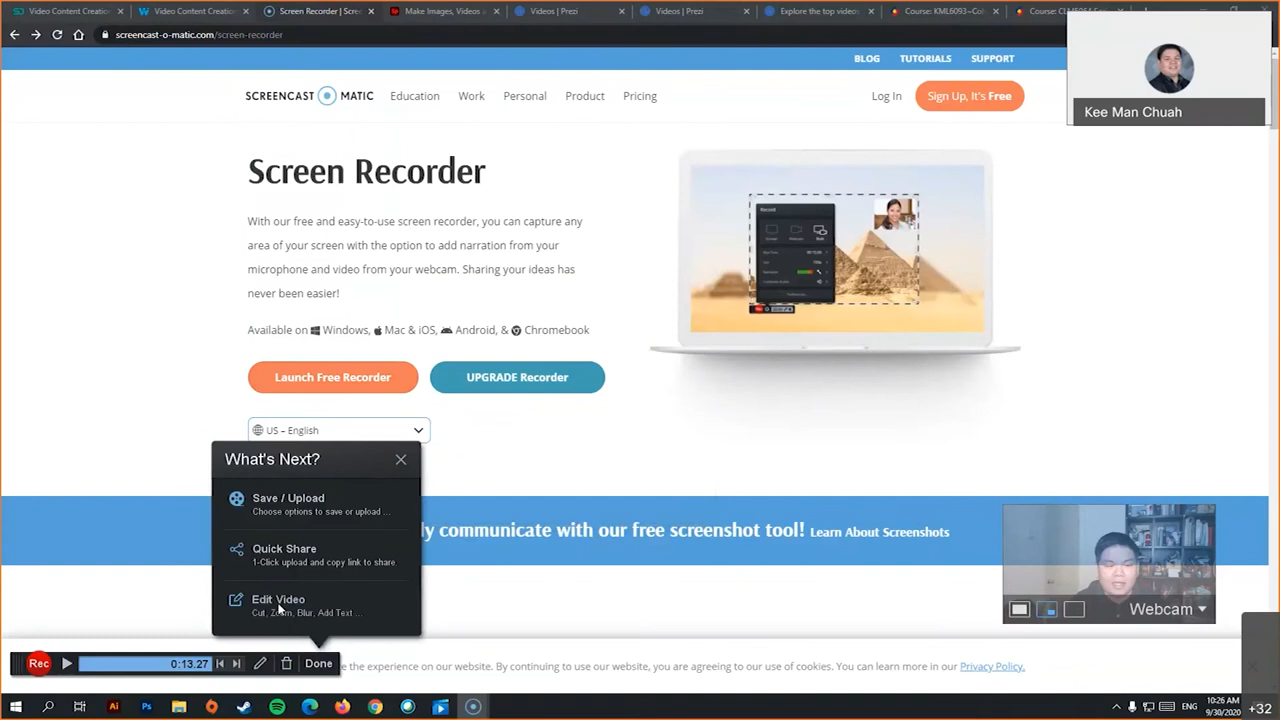 Video Content Creation
Video Content Creation
Screen Recorder | Scree
Make Images, Videos a
Videos | Prezi
Videos | Prezi
Explore the top videos
Course: KML6093~Col
screencast-o-matic.com/screen-recorder
BLOG TUTORIALS SUPPORT
SCREENCAST MATIC Education Work Personal Product Pricing Log In Sign Up, It's Free
Kee Man Chuah
Screen Recorder
With our free and easy-to-use screen recorder, you can capture any
area of your screen with the option to add narration from your
microphone and video from your webcam. Sharing your ideas has
never been easier!
Record
Available on Windows, Mac & iOS, Android, & Chromebook
Launch Free Recorder UPGRADE Recorder
US – English
What's Next?
Save / Upload
Choose options to save or upload ...
ly communicate with our free screenshot tool! Learn About Screenshots
Quick Share
1-Click upload and copy link to share.
Edit Video
Cut, Zoom, Blur, Add Text ...
Webcam
Rec 0:13.27 Done
e the experience on our website. By continuing to use our website, you are agreeing to our use of cookies. You can learn more in our Privacy Policy.
ENG
10:26 AM
9/30/2020
+32